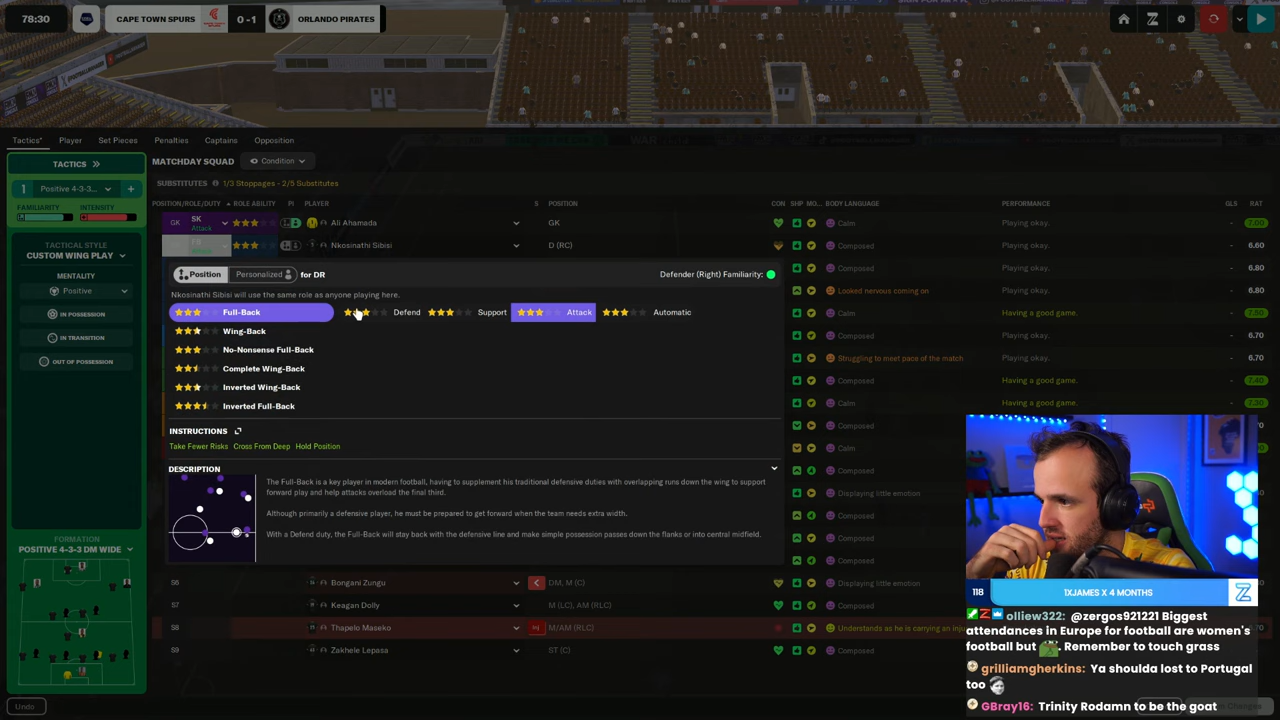 78:30
CAPE TOWN SPURS
0-1
ORLANDO PIRATES
Tactics*
Player
Set Pieces
Penalties
Captains
Opposition
TACTICS
1 Positive 4-3-3...
FAMILIARITY
INTENSITY
TACTICAL STYLE
CUSTOM WING PLAY
MENTALITY
Positive
IN POSSESSION
IN TRANSITION
OUT OF POSSESSION
FORMATION
POSITIVE 4-3-3 DM WIDE
MATCHDAY SQUAD
Condition
SUBSTITUTES 1/3 Stoppages - 2/5 Substitutes
POSITION/ROLE/DUTY ROLE ABILITY PI PLAYER S POSITION CON SHP MO... BODY LANGUAGE PERFORMANCE GLS RAT
GK SK Attack Ali Ahamada GK Calm Playing okay. - 7.00
Nkosinathi Sibisi D (RC) Composed Playing okay. - 6.60
Composed Playing okay. - 6.80
Looked nervous coming on Playing okay. - 6.80
Calm Having a good game. -
Composed Playing okay. - 6.70
Struggling to meet pace of the match Playing okay. - 6.70
Composed Having a good game. -
Calm Having a good game.
Composed
Calm
Composed
Displaying little emotion
Composed
Composed
Composed
Position
Personalized
for DR
Defender (Right) Familiarity:
Nkosinathi Sibisi will use the same role as anyone playing here.
Full-Back
Defend
Support
Attack
Automatic
Wing-Back
No-Nonsense Full-Back
Complete Wing-Back
Inverted Wing-Back
Inverted Full-Back
INSTRUCTIONS
Take Fewer Risks Cross From Deep Hold Position
DESCRIPTION
The Full-Back is a key player in modern football, having to supplement his traditional defensive duties with overlapping runs down the wing to support
forward play and help attacks overload the final third.
Although primarily a defensive player, he must be prepared to get forward when the team needs extra width.
With a Defend duty, the Full-Back will stay back with the defensive line and make simple possession passes down the flanks or into central midfield.
S6 Bongani Zungu DM, M (C) Displaying little emotion
S7 Keagan Dolly M (LC), AM (RLC) Composed
S8 Thapelo Maseko Inj M/AM (RLC) Understands as he is carrying an inju
S9 Zakhele Lepasa ST (C) Composed
Undo
118
1XJAMES X 4 MONTHS
olliew322: @zergos921221 Biggest
attendances in Europe for football are women's
football but . Remember to touch grass
grilliamgherkins: Ya shoulda lost to Portugal
too
GBray16: Trinity Rodamn to be the goat